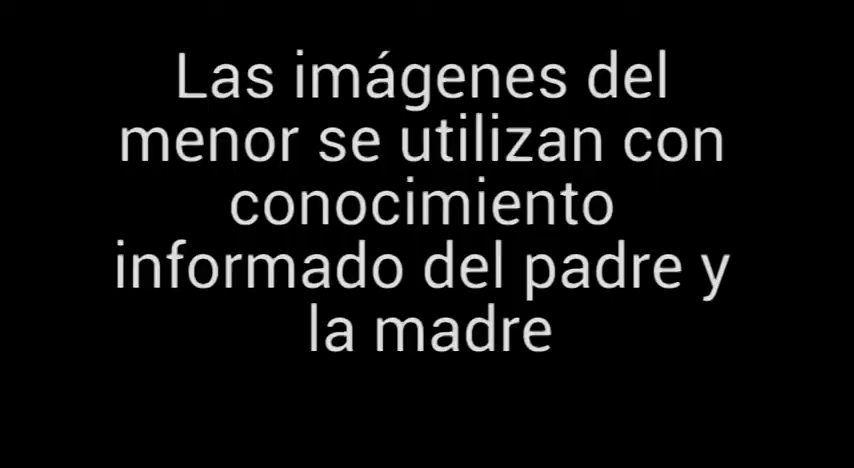 Las imágenes del
menor se utilizan con
conocimiento
informado del padre y
la madre